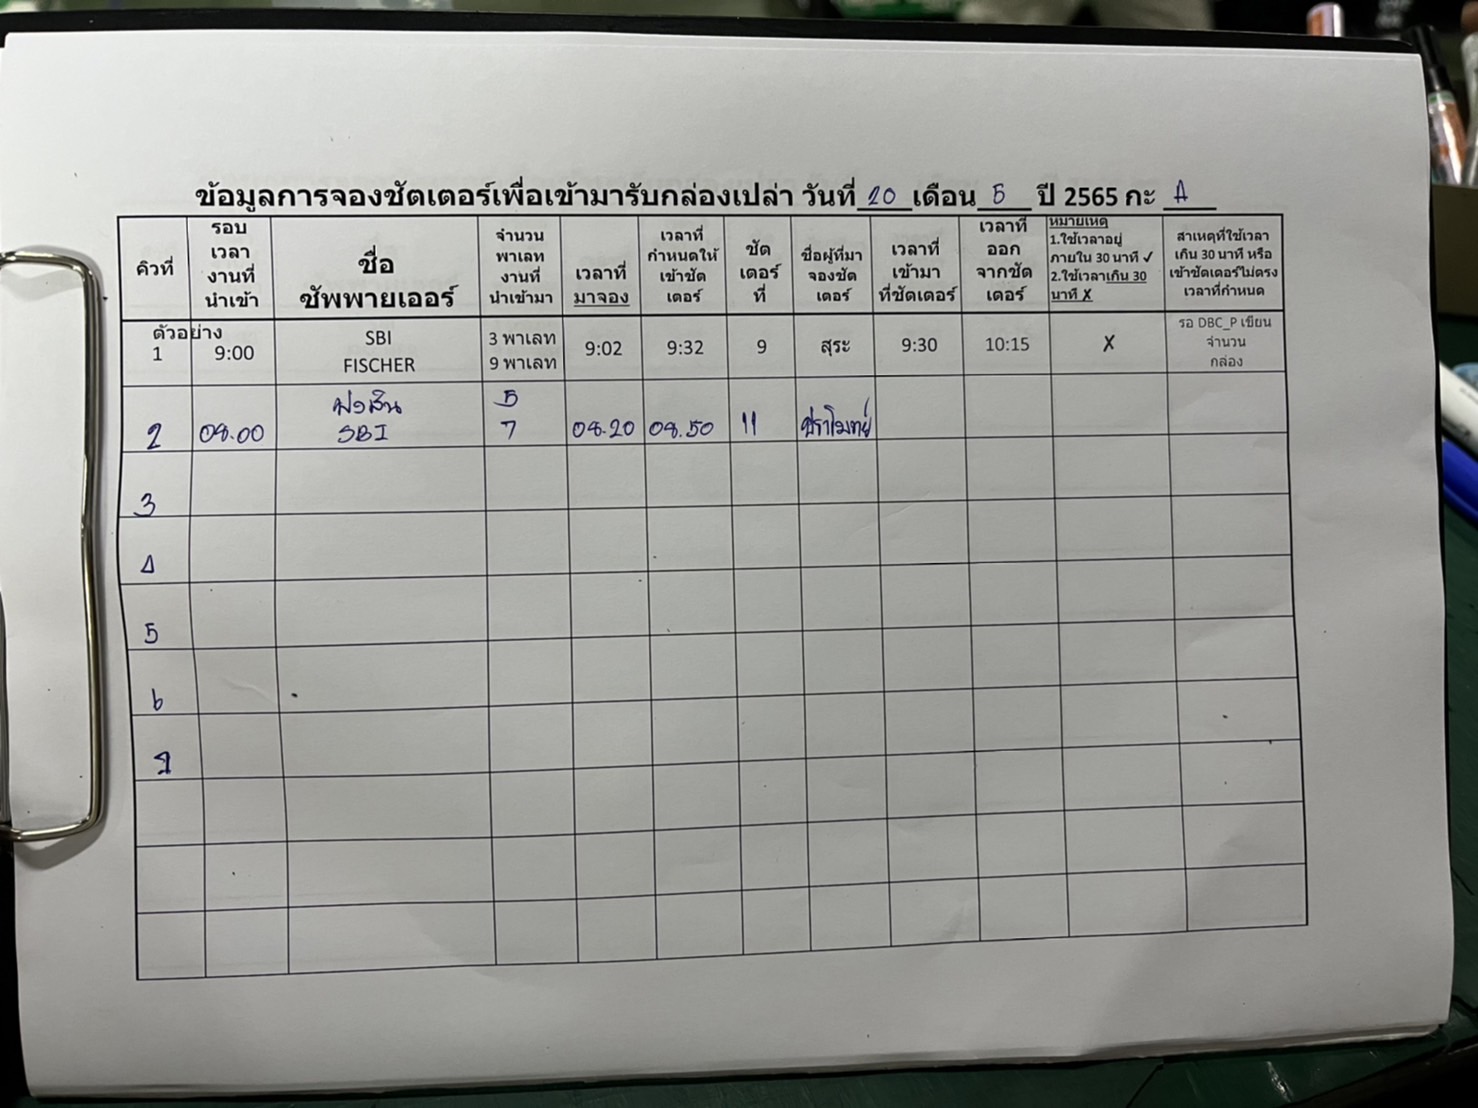 ข้อมูลการจองชัตเตอร์เพื่อเข้ามารับกล่องเปล่า วันที่ 20 เดือน 5 ปี 2565 กะ A
คิวที่
รอบ
เวลา
งานที่
นำเข้า
ชื่อ
ซัพพายเออร์
จำนวน
พาเลท
งานที่
นำเข้ามา
เวลาที่
มาจอง
เวลาที่
กำหนดให้
เข้าชัต
เตอร์
ชัต
เตอร์
ที่
ชื่อผู้ที่มา
จองชัต
เตอร์
เวลาที่
เข้ามา
ที่ชัตเตอร์
เวลาที่
ออก
จากชัต
เตอร์
หมายเหตุ
1.ใช้เวลาอยู่
ภายใน 30 นาที ✓
2.ใช้เวลาเกิน 30
นาที X
สาเหตุที่ใช้เวลา
เกิน 30 นาที หรือ
เข้าชัตเตอร์ไม่ตรง
เวลาที่กำหนด
ตัวอย่าง
1
9:00
SBI
FISCHER
3 พาเลท
9 พาเลท
9:02
9:32
9
สุระ
9:30
10:15
X
รอ DBC_P เขียน
จำนวน
กล่อง
2
08.00
SBI
5
7
08.20
08.50
11
3
4
5
6
7